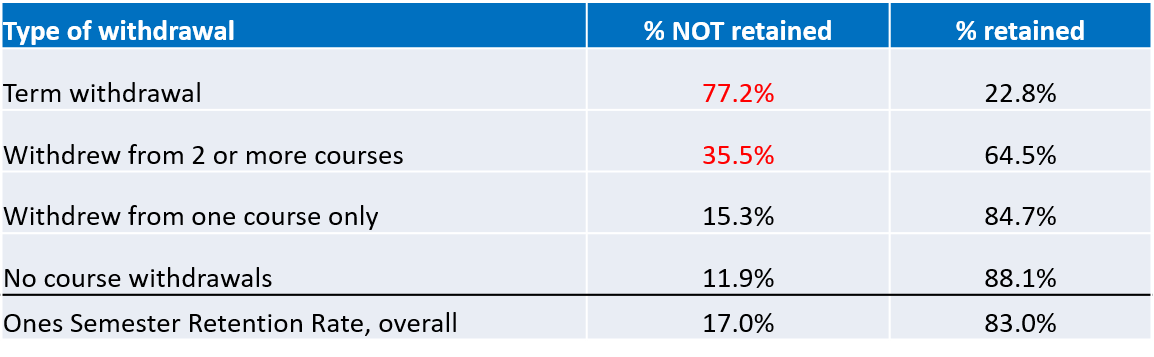 Type of withdrawal % NOT retained % retained
Term withdrawal 77.2% 22.8%
Withdrew from 2 or more courses 35.5% 64.5%
Withdrew from one course only 15.3% 84.7%
No course withdrawals 11.9% 88.1%
Ones Semester Retention Rate, overall 17.0% 83.0%